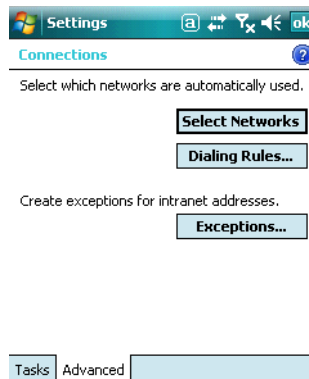 Settings a ok
Connections ?
Select which networks are automatically used.
Select Networks
Dialing Rules...
Create exceptions for intranet addresses.
Exceptions...
Tasks Advanced